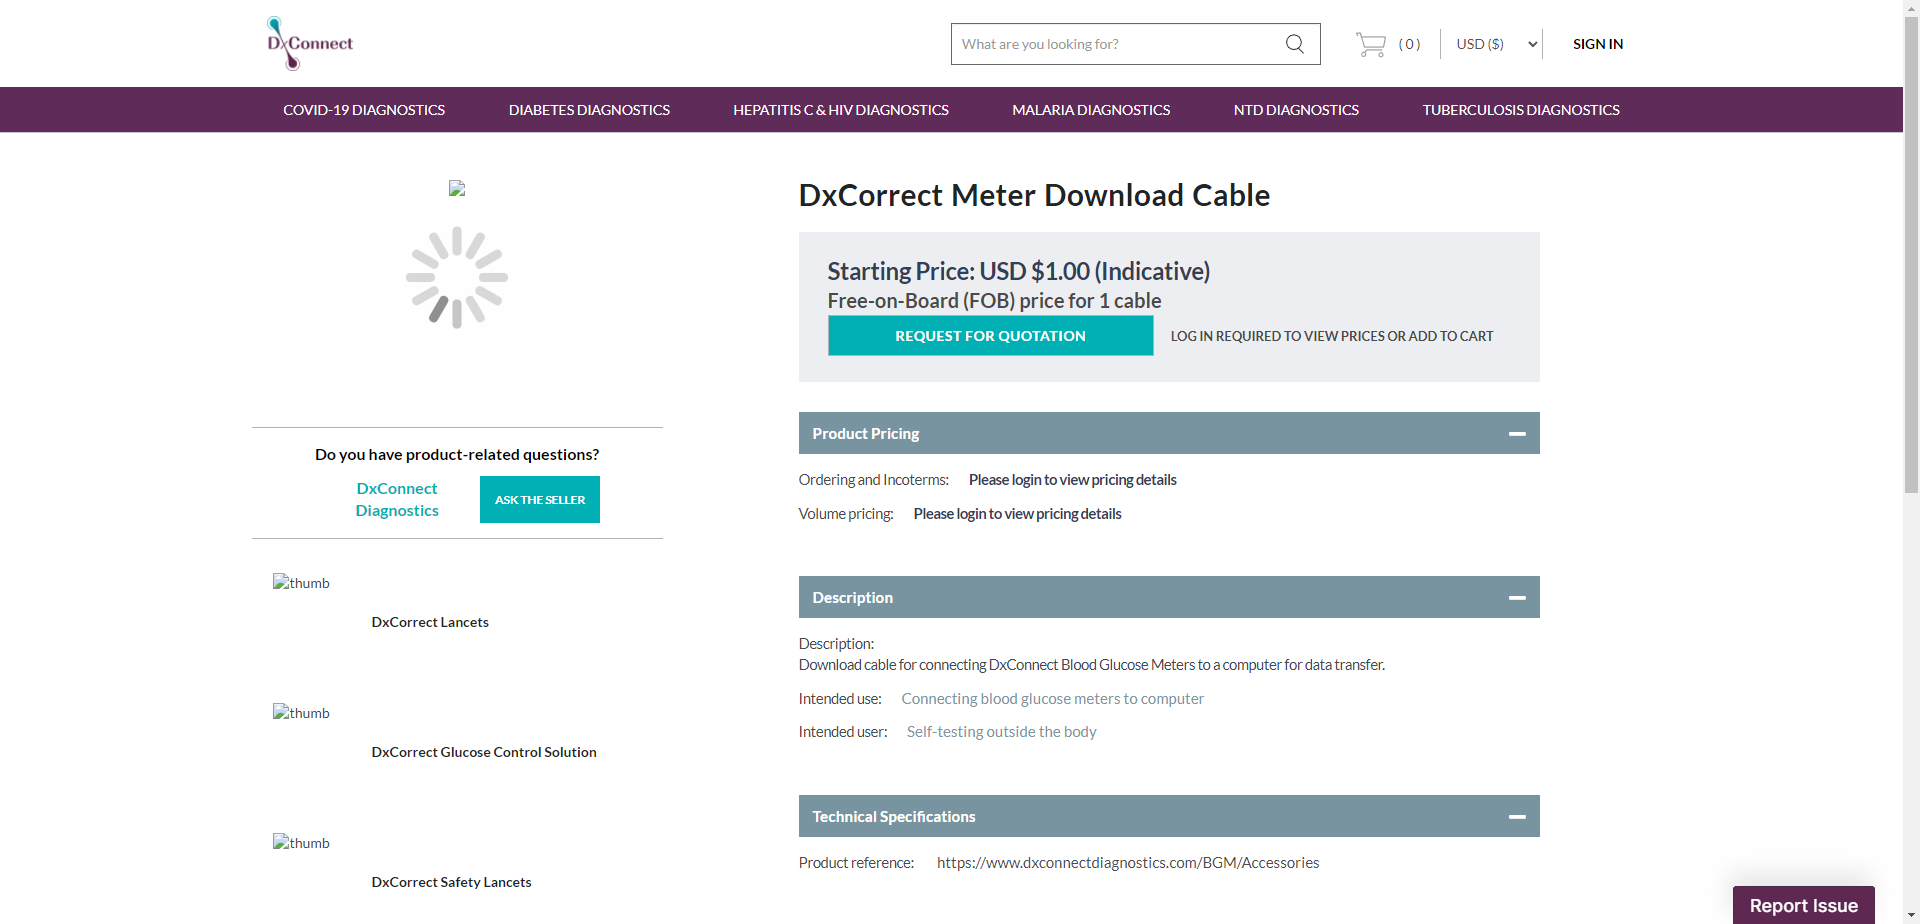 DxConnect
What are you looking for?
( 0 )
USD ($)
SIGN IN
COVID-19 DIAGNOSTICS
DIABETES DIAGNOSTICS
HEPATITIS C & HIV DIAGNOSTICS
MALARIA DIAGNOSTICS
NTD DIAGNOSTICS
TUBERCULOSIS DIAGNOSTICS
DxCorrect Meter Download Cable
Starting Price: USD $1.00 (Indicative)
Free-on-Board (FOB) price for 1 cable
REQUEST FOR QUOTATION
LOG IN REQUIRED TO VIEW PRICES OR ADD TO CART
Do you have product-related questions?
DxConnect
Diagnostics
ASK THE SELLER
thumb
DxCorrect Lancets
thumb
DxCorrect Glucose Control Solution
thumb
DxCorrect Safety Lancets
Product Pricing
Ordering and Incoterms: Please login to view pricing details
Volume pricing: Please login to view pricing details
Description
Description:
Download cable for connecting DxConnect Blood Glucose Meters to a computer for data transfer.
Intended use: Connecting blood glucose meters to computer
Intended user: Self-testing outside the body
Technical Specifications
Product reference: https://www.dxconnectdiagnostics.com/BGM/Accessories
Report Issue